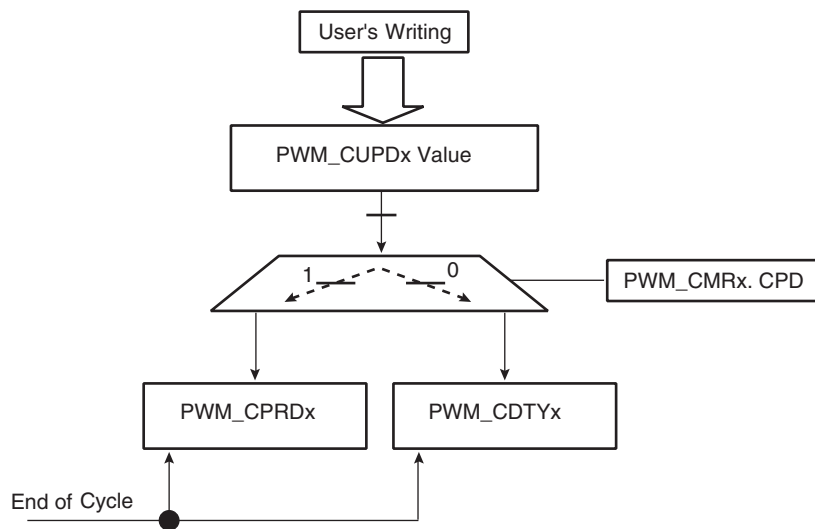 User's Writing
PWM_CUPDx Value
1
0
PWM_CMRx. CPD
PWM_CPRDx
PWM_CDTYx
End of Cycle